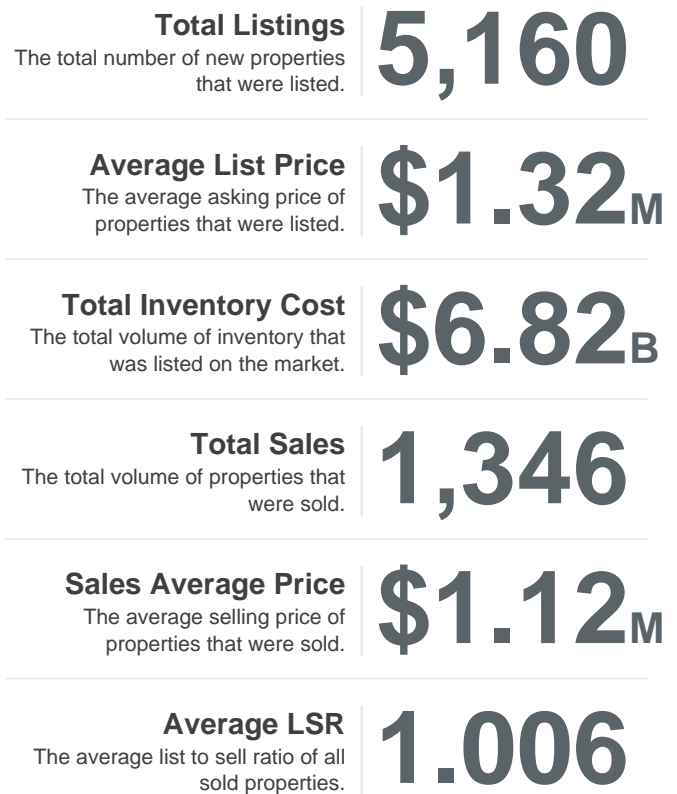 Total Listings
The total number of new properties
that were listed.
5,160
Average List Price
The average asking price of
properties that were listed.
$1.32M
Total Inventory Cost
The total volume of inventory that
was listed on the market.
$6.82B
Total Sales
The total volume of properties that
were sold.
1,346
Sales Average Price
The average selling price of
properties that were sold.
$1.12M
Average LSR
The average list to sell ratio of all
sold properties.
1.006